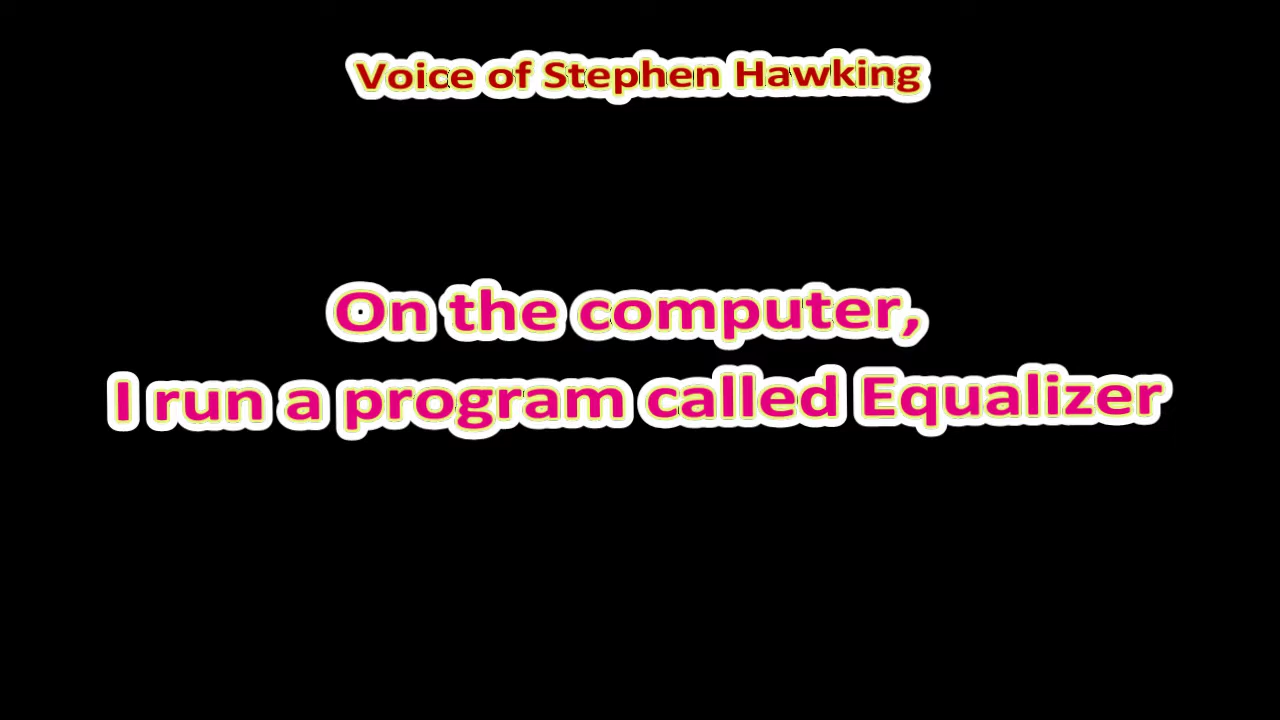 Voice of Stephen Hawking
On the computer,
I run a program called Equalizer